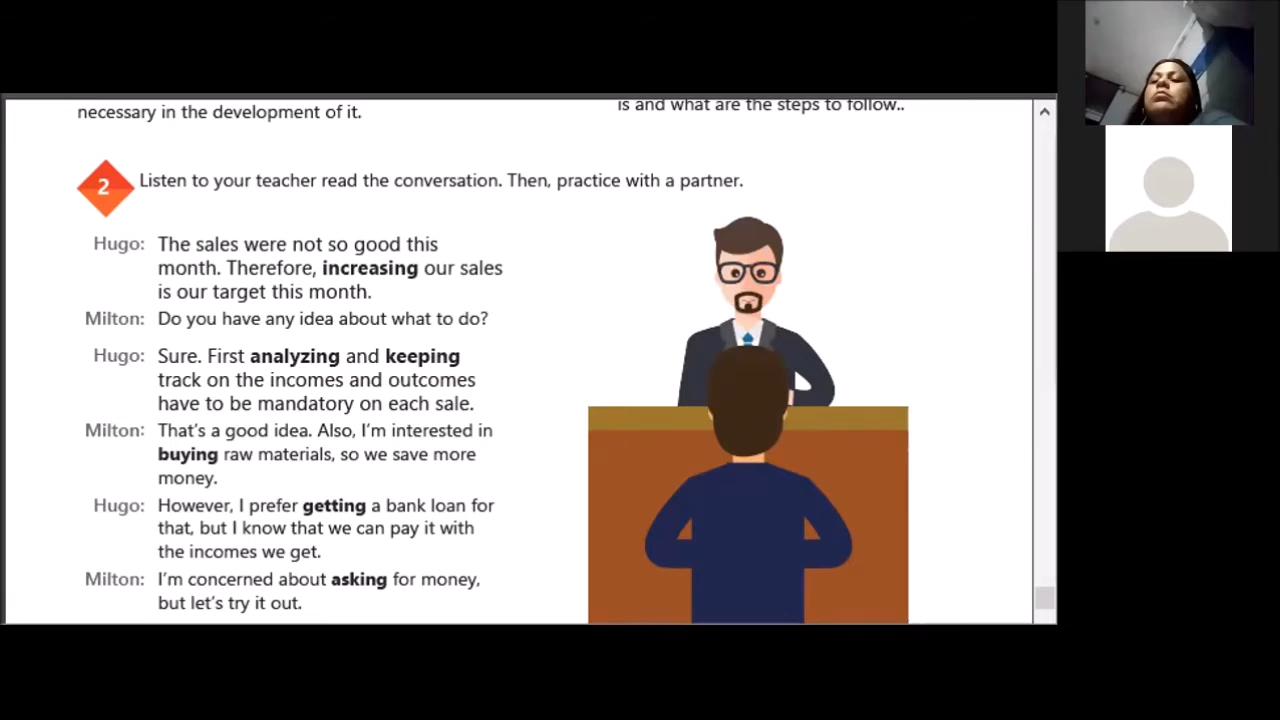 necessary in the development of it.
is and what are the steps to follow..
2
Listen to your teacher read the conversation. Then, practice with a partner.
Hugo: The sales were not so good this
month. Therefore, increasing our sales
is our target this month.
Milton: Do you have any idea about what to do?
Hugo: Sure. First analyzing and keeping
track on the incomes and outcomes
have to be mandatory on each sale.
Milton: That's a good idea. Also, I'm interested in
buying raw materials, so we save more
money.
Hugo: However, I prefer getting a bank loan for
that, but I know that we can pay it with
the incomes we get.
Milton: I'm concerned about asking for money,
but let's try it out.